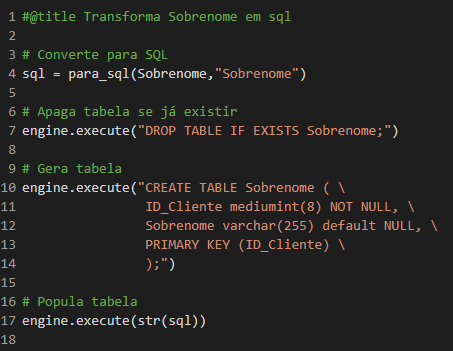 1 #@title Transforma Sobrenome em sql
2
3 # Converte para SQL
4 sql = para_sql(Sobrenome,"Sobrenome")
5
6 # Apaga tabela se já existir
7 engine.execute("DROP TABLE IF EXISTS Sobrenome;")
8
9 # Gera tabela
10 engine.execute("CREATE TABLE Sobrenome ( \
11 ID_Cliente mediumint(8) NOT NULL, \
12 Sobrenome varchar(255) default NULL, \
13 PRIMARY KEY (ID_Cliente) \
14 );")
15
16 # Popula tabela
17 engine.execute(str(sql))
18